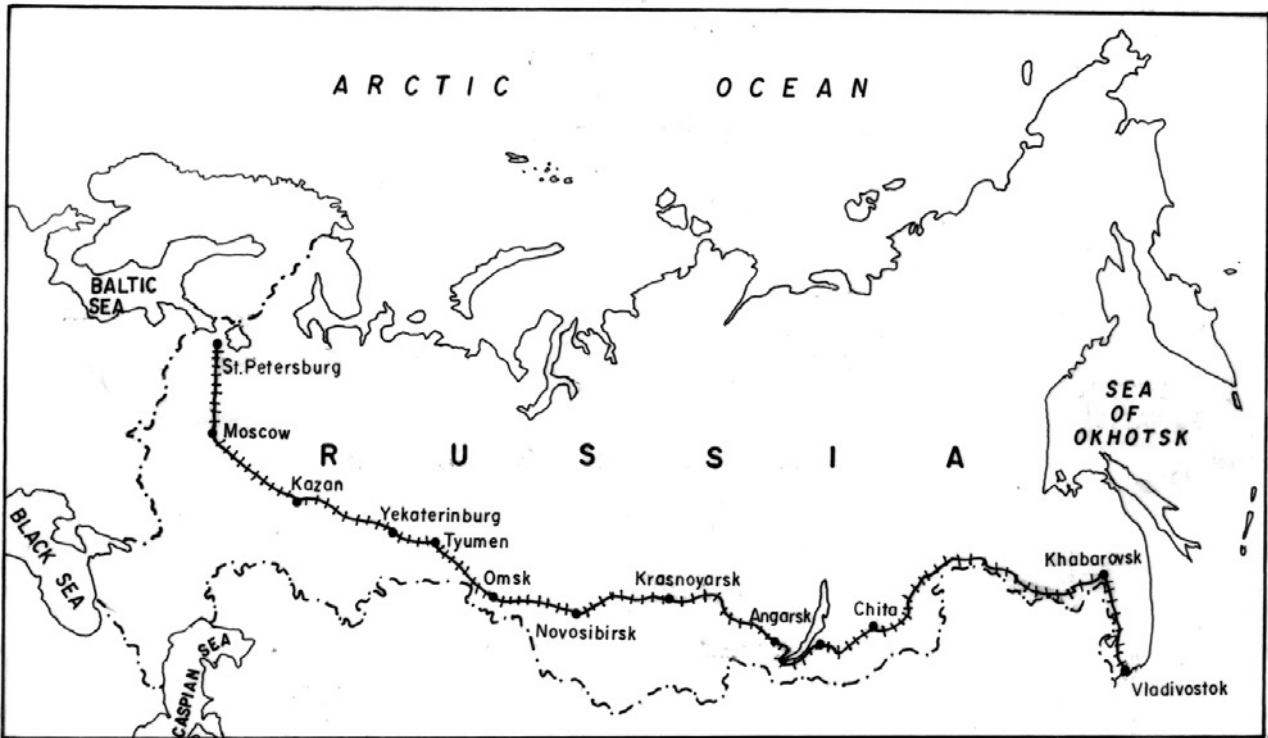 ARCTIC OCEAN
BALTIC
SEA
St.Petersburg
Moscow
RUSSIA
SEA
OF
OKHOTSK
Kazan
Yekaterinburg
Tyumen
BLACK SEA
Omsk
Novosibirsk
Krasnoyarsk
Angarsk
Chita
Khabarovsk
Vladivostok
CASPIAN
SEA